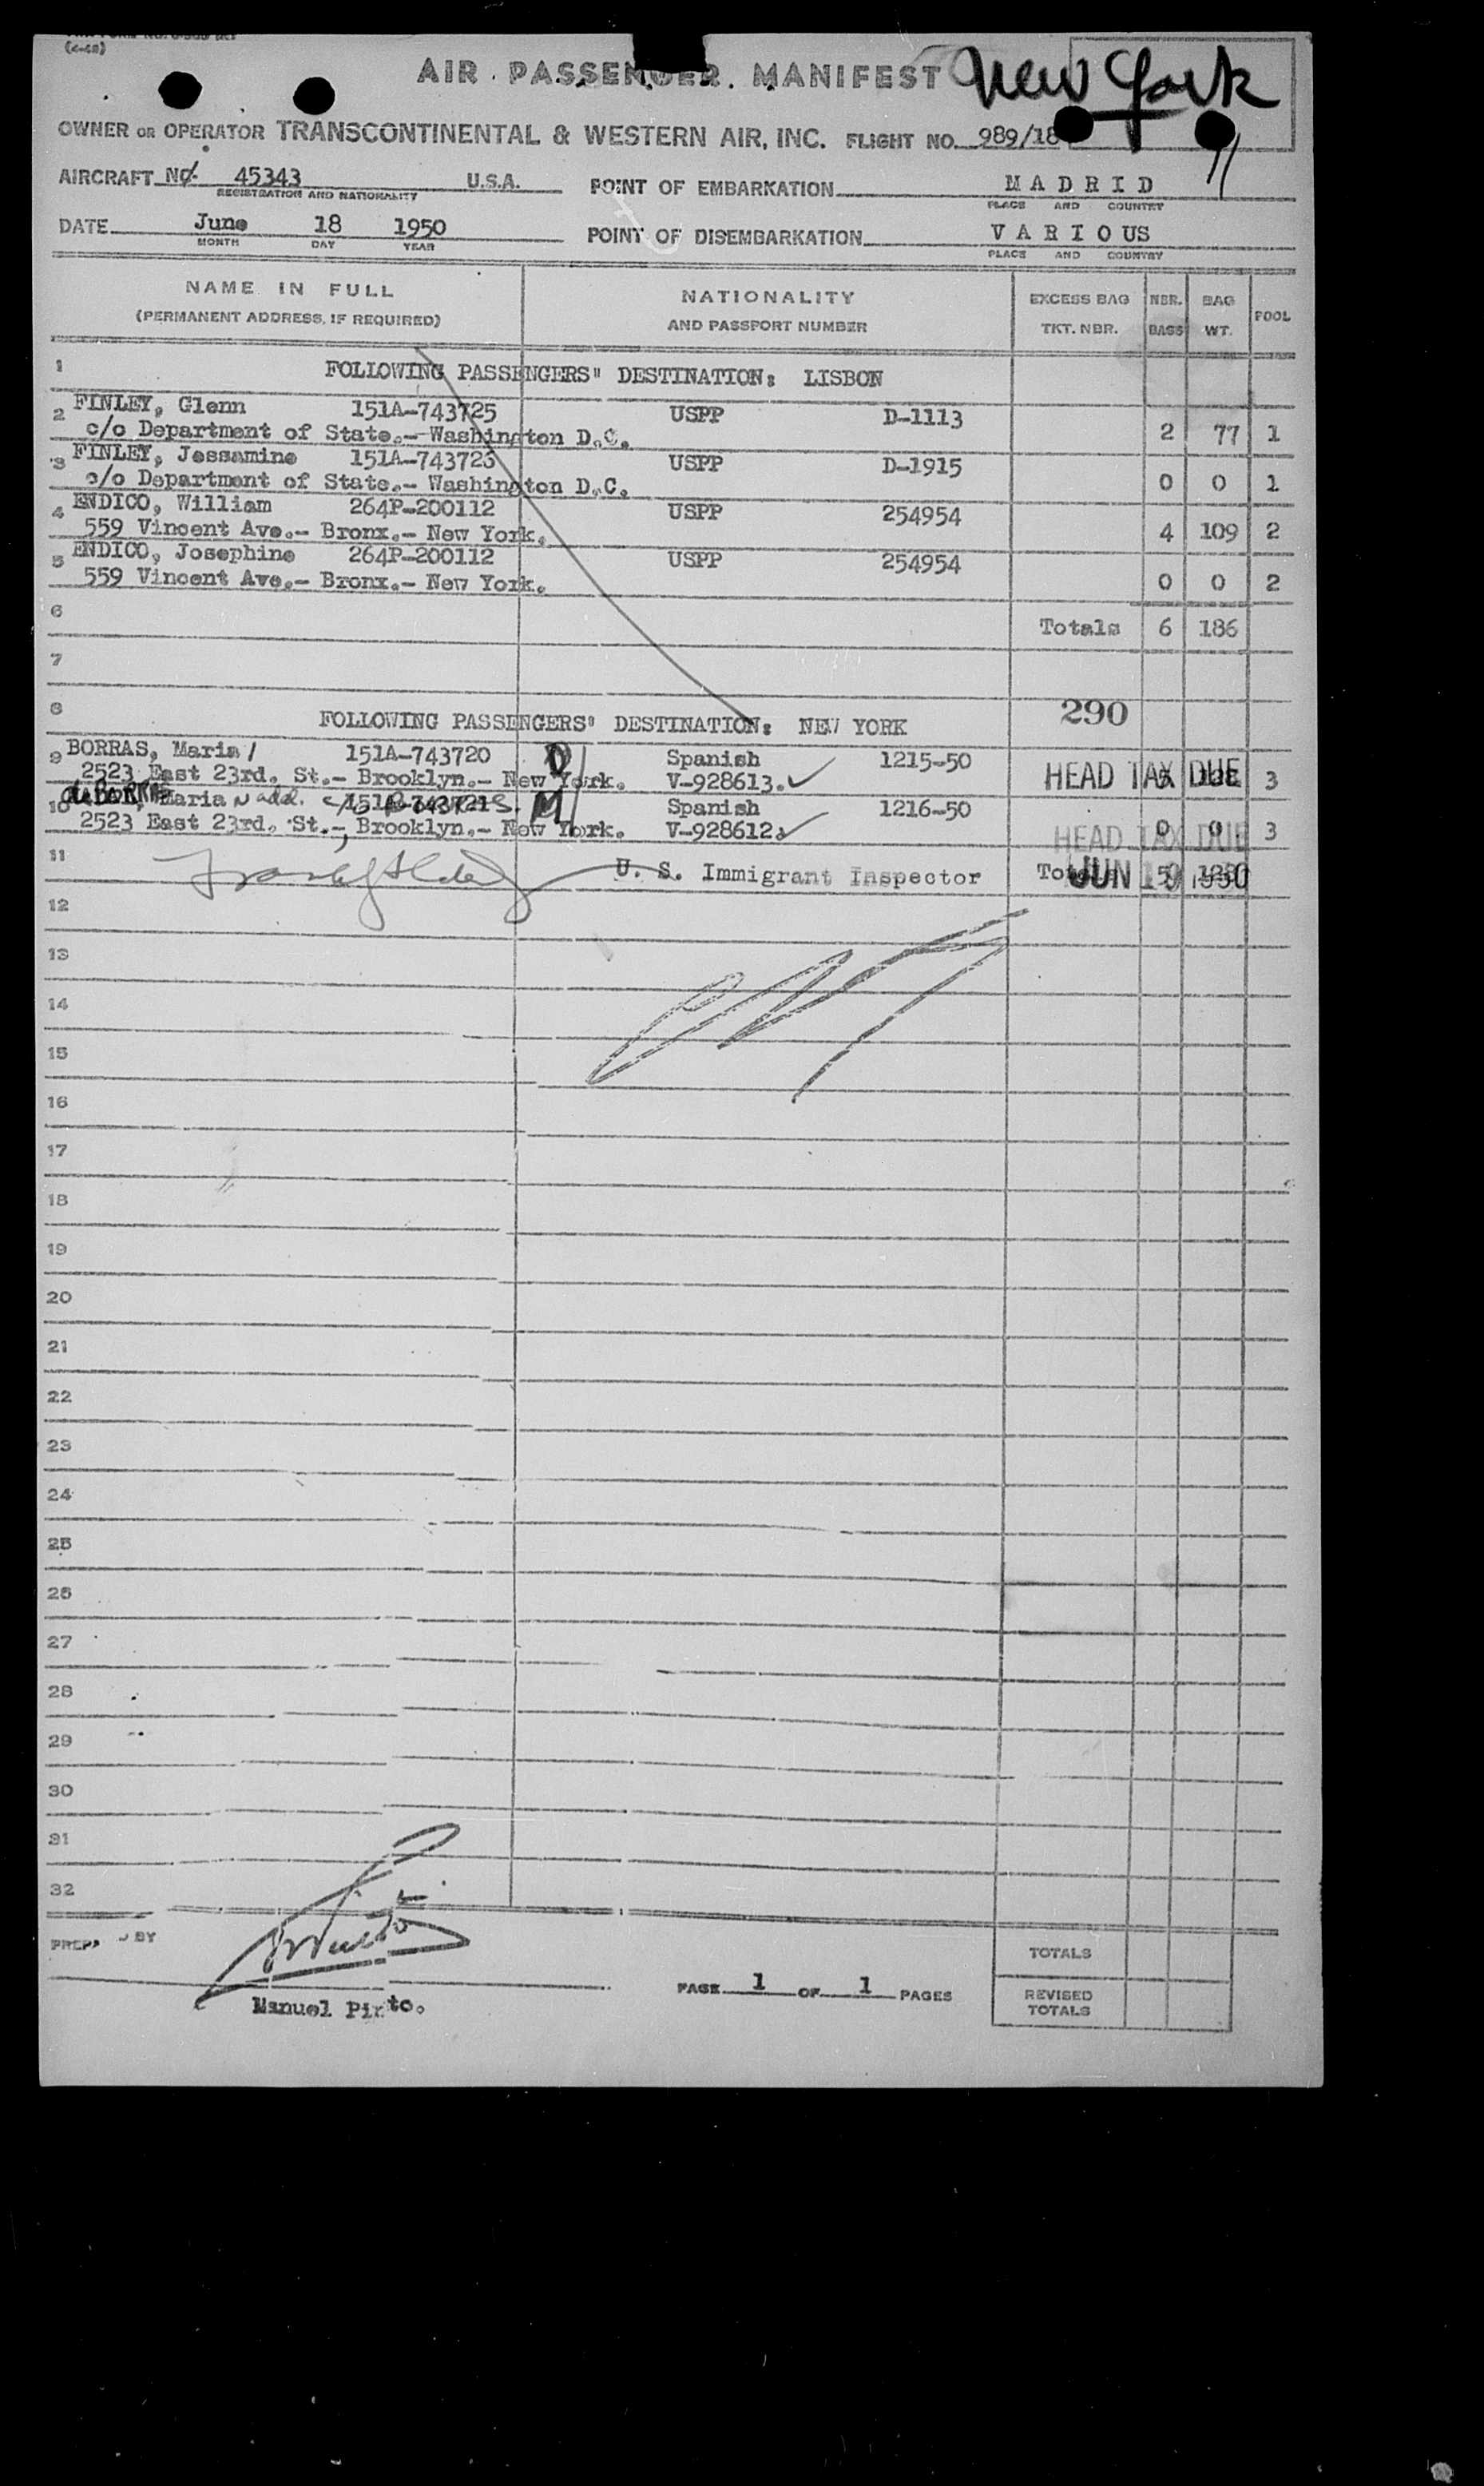 (4-48)
AIR PASSENGER MANIFEST New York
OWNER OR OPERATOR TRANSCONTINENTAL & WESTERN AIR, INC. FLIGHT NO. 989/18
AIRCRAFT NO. 45343 U.S.A. POINT OF EMBARKATION MADRID
REGISTRATION AND NATIONALITY PLACE AND COUNTRY
DATE June 18 1950 POINT OF DISEMBARKATION VARIOUS
MONTH DAY YEAR PLACE AND COUNTRY
NAME IN FULL NATIONALITY EXCESS BAG NBR. BAG POOL
(PERMANENT ADDRESS, IF REQUIRED) AND PASSPORT NUMBER TKT. NBR. BAGS WT.
1 FOLLOWING PASSENGERS" DESTINATION: LISBON
2 FINLEY, Glenn 151A-743725 USPP D-1113
c/o Department of State.- Washington D.C. 2 77 1
3 FINLEY, Jessamine 151A-743726 USPP D-1915
c/o Department of State.- Washington D.C. 0 0 1
4 ENDICO, William 264P-200112 USPP 254954
559 Vincent Ave.- Bronx.- New York. 4 109 2
5 ENDICO, Josephine 264P-200112 USPP 254954
559 Vincent Ave.- Bronx.- New York. 0 0 2
6 Totals 6 186
7
8 FOLLOWING PASSENGERS" DESTINATION: NEW YORK 290
9 BORRAS, Maria 151A-743720 D Spanish 1215-50
2523 East 23rd. St.- Brooklyn.- New York. V-928613. HEAD TAX DUE 5 3
10 Maria 151A-743721 M Spanish 1216-50
2523 East 23rd. St.- Brooklyn.- New York. V-928612 HEAD TAX DUE 0 0 3
11 U. S. Immigrant Inspector Totals 5 JUN 19 1950
12
13
14
15
16
17
18
19
20
21
22
23
24
25
26
27
28
29
30
31
32
BY
TOTALS
PAGE 1 OF 1 PAGES
REVISED TOTALS
Manuel Pinto.